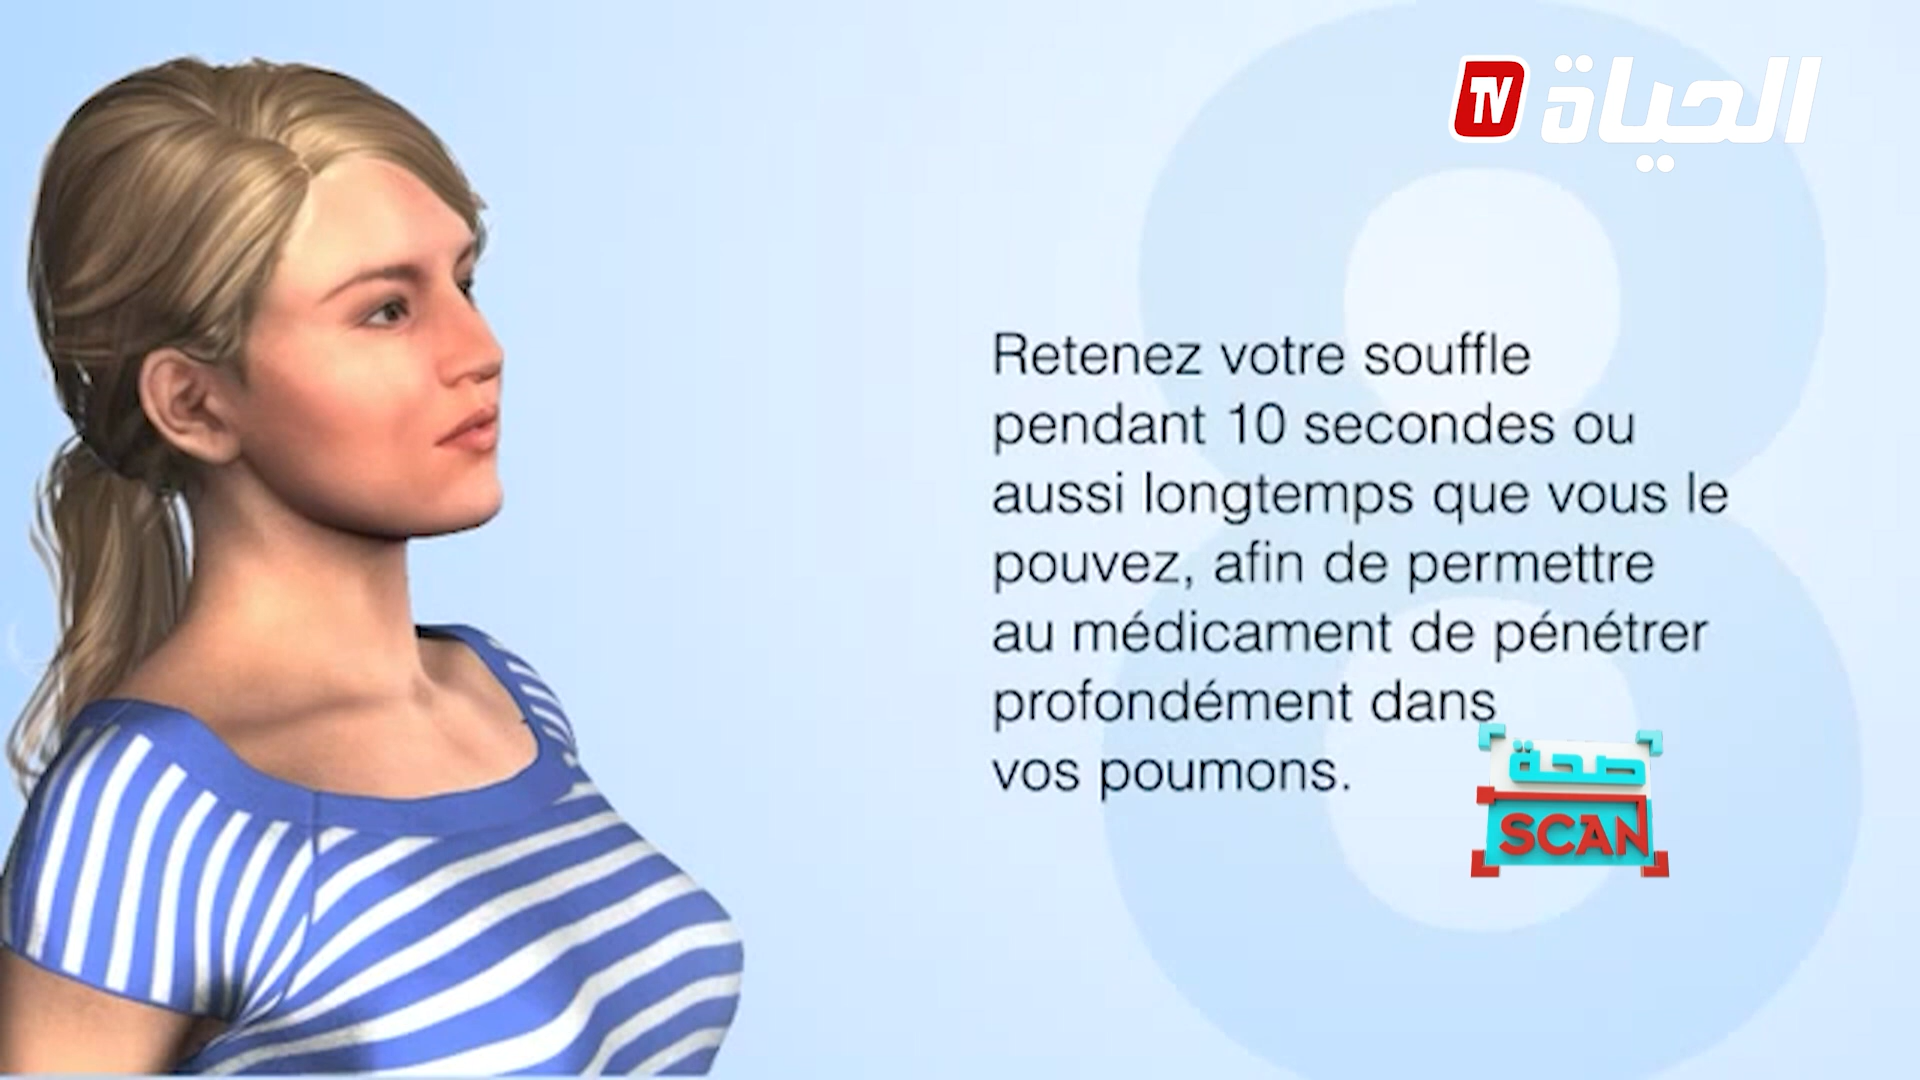 TV الحياة
8
Retenez votre souffle
pendant 10 secondes ou
aussi longtemps que vous le
pouvez, afin de permettre
au médicament de pénétrer
profondément dans
vos poumons.
صحة
SCAN